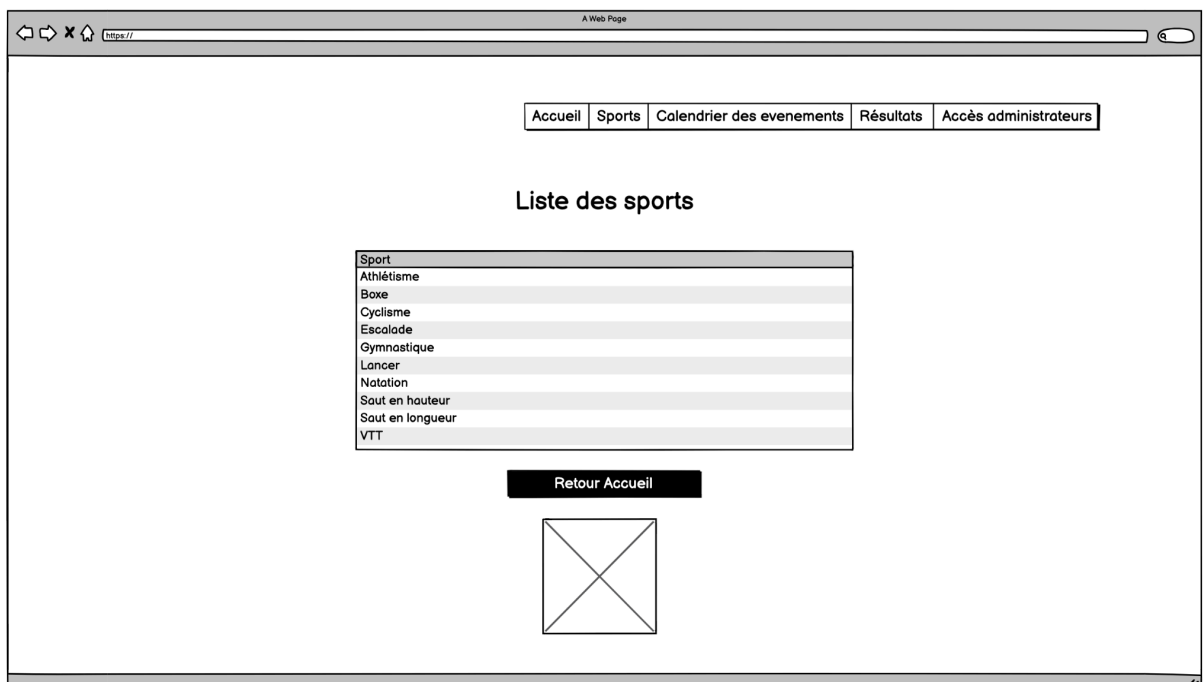 A Web Page
https://
Accueil Sports Calendrier des evenements Résultats Accès administrateurs
Liste des sports
Sport
Athlétisme
Boxe
Cyclisme
Escalade
Gymnastique
Lancer
Natation
Saut en hauteur
Saut en longueur
VTT
Retour Accueil